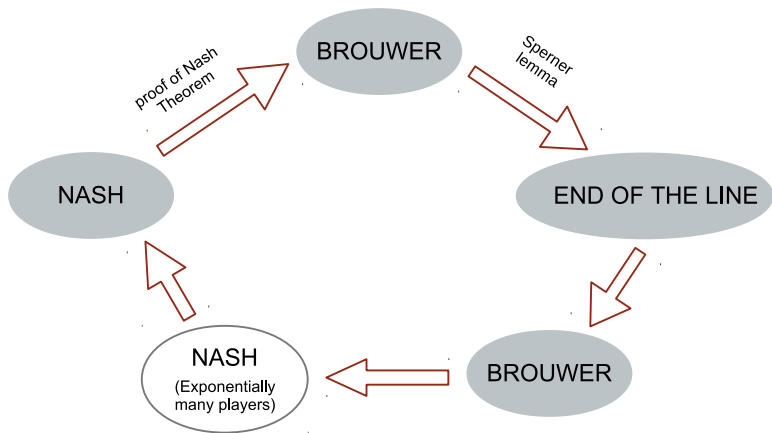 BROUWER
proof of Nash
Theorem
Sperner
lemma
NASH
END OF THE LINE
NASH
(Exponentially
many players)
BROUWER